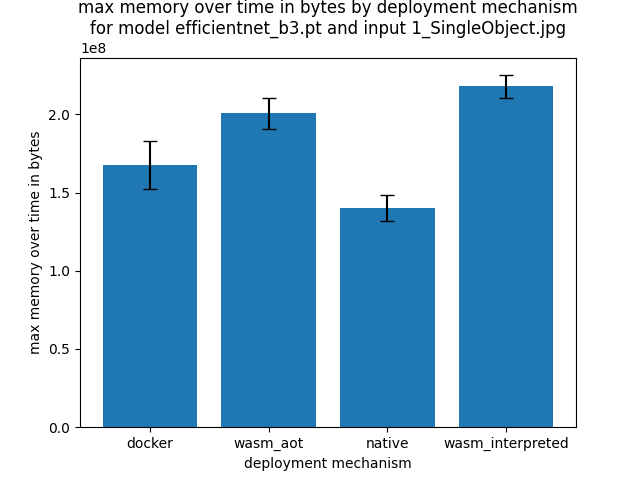 max memory over time in bytes by deployment mechanism
for model efficientnet_b3.pt and input 1_SingleObject.jpg
1e8
2.0
1.5
1.0
0.5
0.0
max memory over time in bytes
docker wasm_aot native wasm_interpreted
deployment mechanism